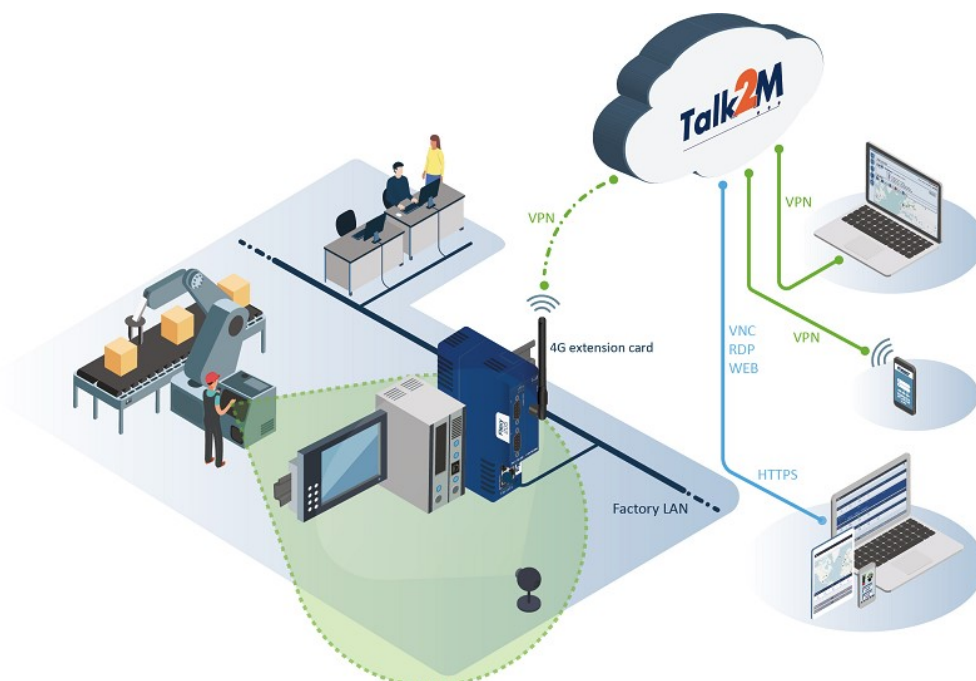 Talk2M
VPN
VPN
4G extension card
VNC
RDP
WEB
VPN
HTTPS
Factory LAN